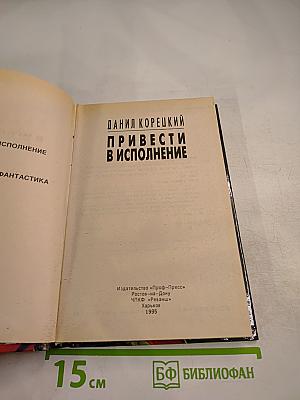 ИСПОЛНЕНИЕ
ФАНТАСТИКА
ДАНИЛ КОРЕЦКИЙ
ПРИВЕСТИ
В ИСПОЛНЕНИЕ
Издательство «Проф-Пресс»
Ростов-на-Дону
ЧПКФ «Реванш»
Харьков
1995
15 см
БФ БИБЛИОФАН